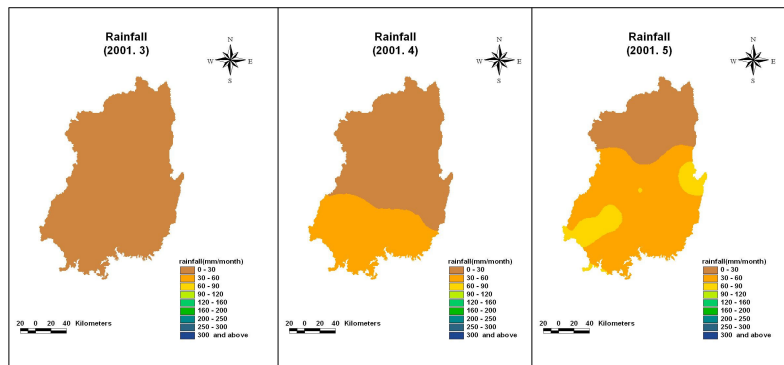 Rainfall
(2001. 3)
N
W E
S
rainfall(mm/month)
0 - 30
30 - 60
60 - 90
90 - 120
120 - 160
160 - 200
200 - 250
250 - 300
300 and above
20 0 20 40 Kilometers
Rainfall
(2001. 4)
N
W E
S
rainfall(mm/month)
0 - 30
30 - 60
60 - 90
90 - 120
120 - 160
160 - 200
200 - 250
250 - 300
300 and above
20 0 20 40 Kilometers
Rainfall
(2001. 5)
N
W E
S
rainfall(mm/month)
0 - 30
30 - 60
60 - 90
90 - 120
120 - 160
160 - 200
200 - 250
250 - 300
300 and above
20 0 20 40 Kilometers